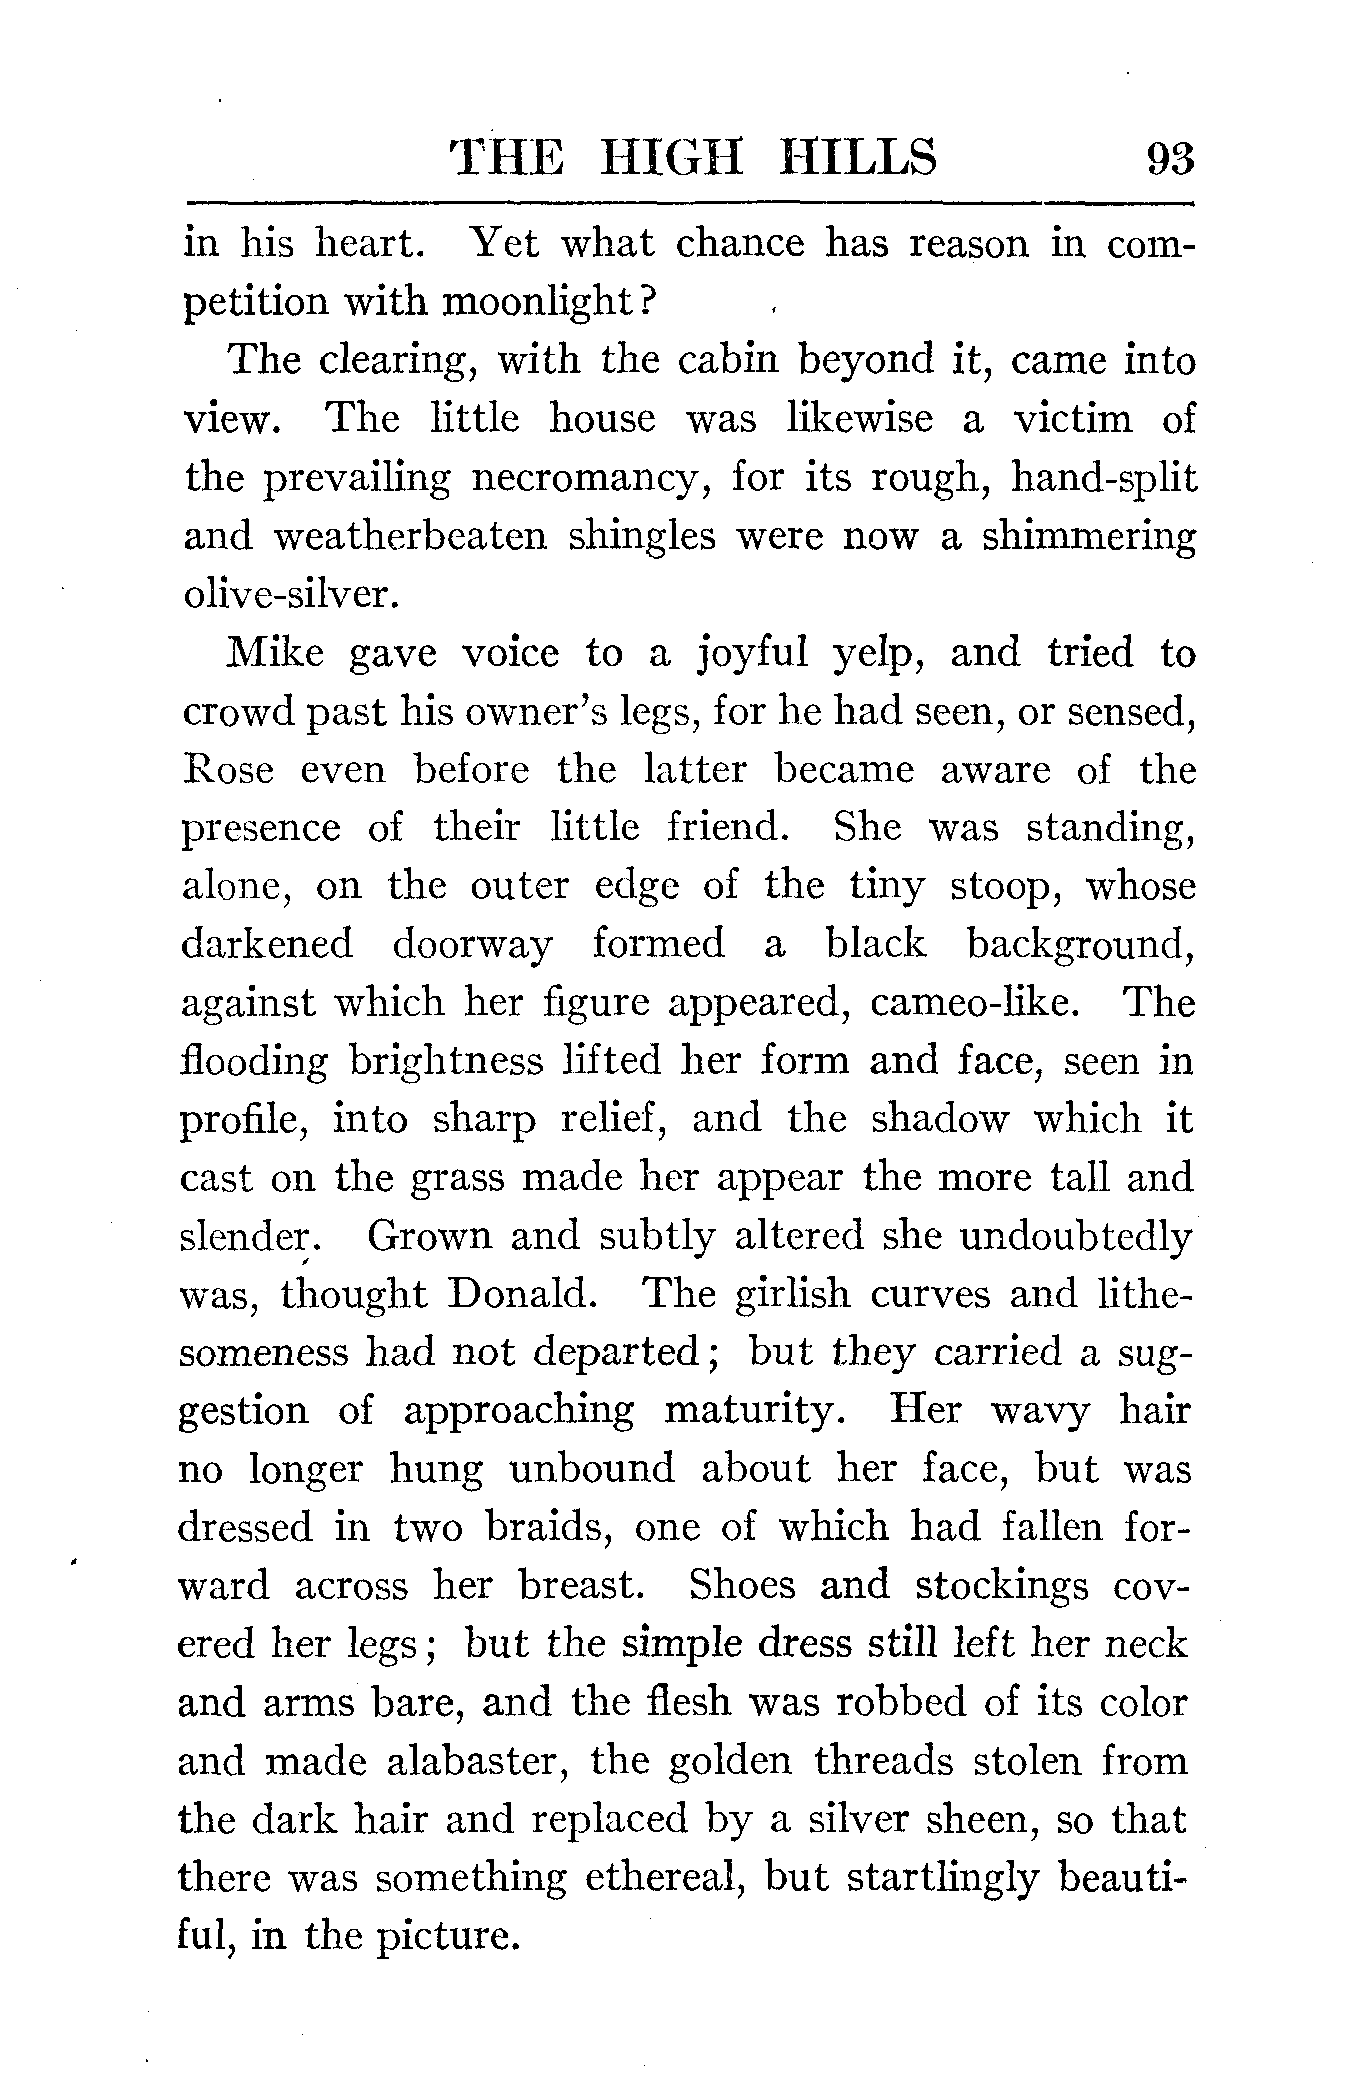 THE HIGH HILLS 93
in his heart. Yet what chance has reason in com-
petition with moonlight?
The clearing, with the cabin beyond it, came into
view. The little house was likewise a victim of
the prevailing necromancy, for its rough, hand-split
and weatherbeaten shingles were now a shimmering
olive-silver.
Mike gave voice to a joyful yelp, and tried to
crowd past his owner's legs, for he had seen, or sensed,
Rose even before the latter became aware of the
presence of their little friend. She was standing,
alone, on the outer edge of the tiny stoop, whose
darkened doorway formed a black background,
against which her figure appeared, cameo-like. The
flooding brightness lifted her form and face, seen in
profile, into sharp relief, and the shadow which it
cast on the grass made her appear the more tall and
slender. Grown and subtly altered she undoubtedly
was, thought Donald. The girlish curves and lithe-
someness had not departed; but they carried a sug-
gestion of approaching maturity. Her wavy hair
no longer hung unbound about her face, but was
dressed in two braids, one of which had fallen for-
ward across her breast. Shoes and stockings cov-
ered her legs; but the simple dress still left her neck
and arms bare, and the flesh was robbed of its color
and made alabaster, the golden threads stolen from
the dark hair and replaced by a silver sheen, so that
there was something ethereal, but startlingly beauti-
ful, in the picture.